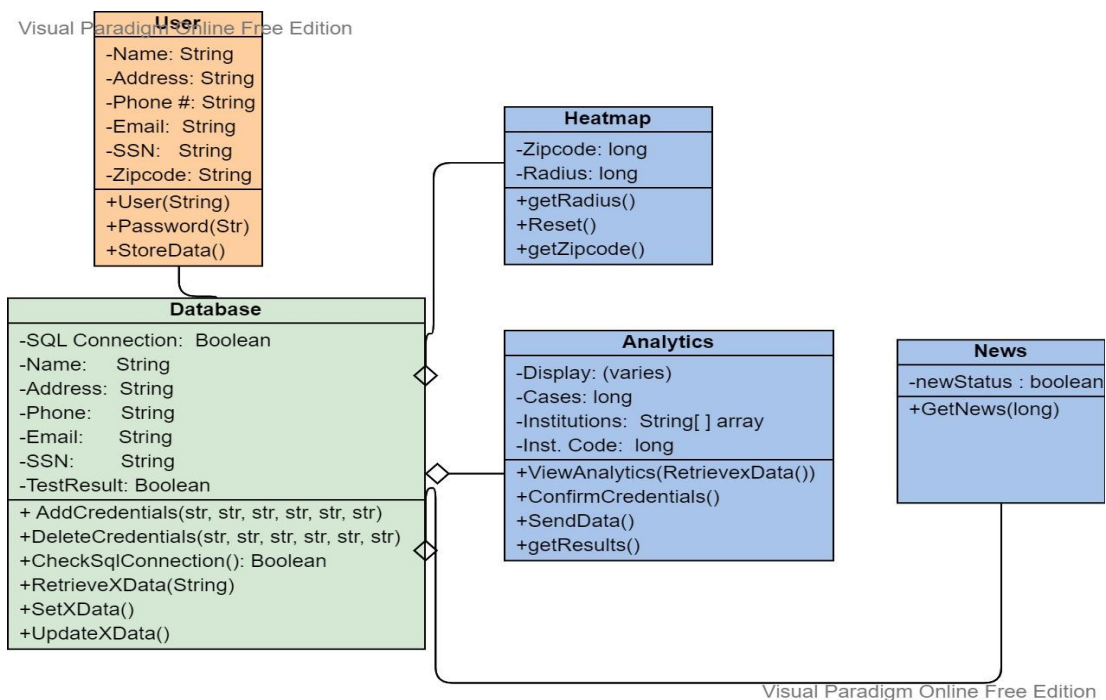 Visual Paradigm Online Free Edition
User
-Name: String
-Address: String
-Phone #: String
-Email:  String
-SSN:   String
-Zipcode: String
+User(String)
+Password(Str)
+StoreData()
Heatmap
-Zipcode: long
-Radius: long
+getRadius()
+Reset()
+getZipcode()
Database
-SQL Connection:  Boolean
-Name:     String
-Address:  String
-Phone:     String
-Email:      String
-SSN:       String
-TestResult: Boolean
+ AddCredentials(str, str, str, str, str, str)
+DeleteCredentials(str, str, str, str, str, str)
+CheckSqlConnection(): Boolean
+RetrieveXData(String)
+SetXData()
+UpdateXData()
Analytics
-Display: (varies)
-Cases: long
-Institutions:  String[ ] array
-Inst. Code:  long
+ViewAnalytics(RetrievexData())
+ConfirmCredentials()
+SendData()
+getResults()
News
-newStatus : boolean
+GetNews(long)
Visual Paradigm Online Free Edition